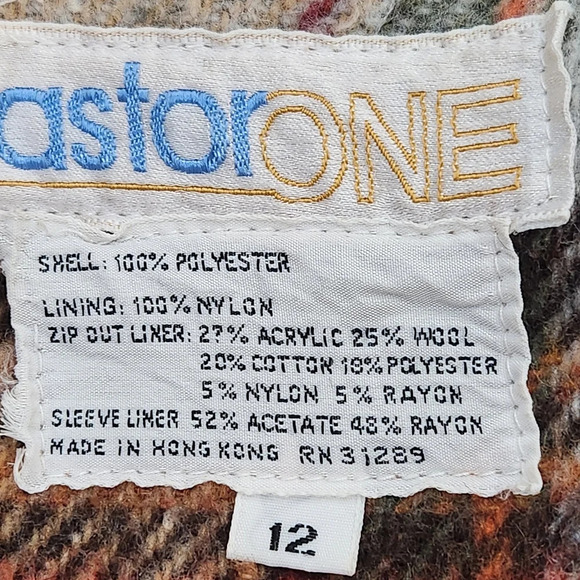 astorONE
SHELL: 100% POLYESTER
LINING: 100% NYLON
ZIP OUT LINER: 27% ACRYLIC 25% WOOL
20% COTTON 18% POLYESTER
5% NYLON 5% RAYON
SLEEVE LINER 52% ACETATE 48% RAYON
MADE IN HONG KONG RN 31289
12